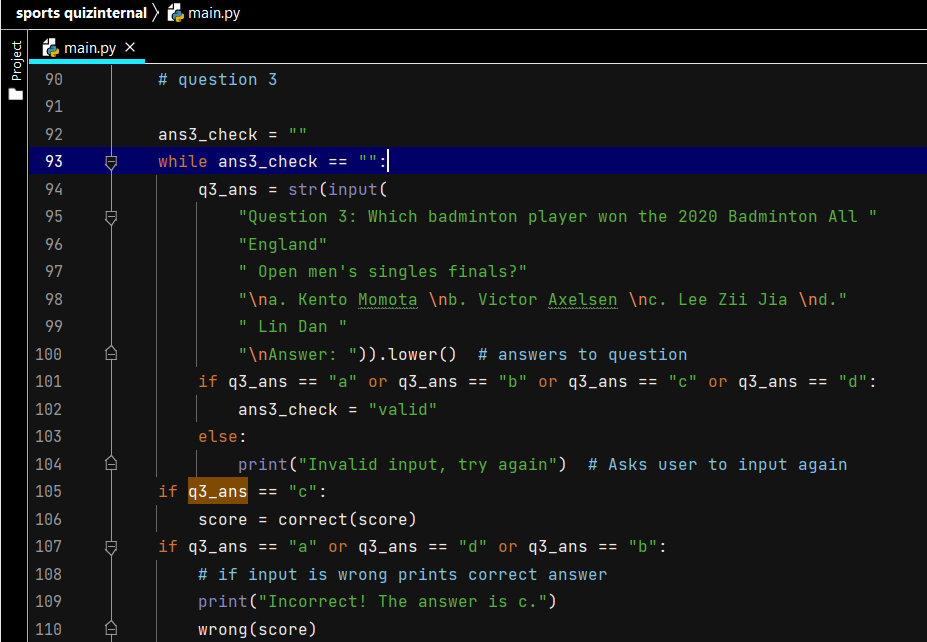 sports quizinternal 〉 main.py
Project
main.py ×
90 # question 3
91
92 ans3_check = ""
93 while ans3_check == "":
94 q3_ans = str(input(
95 "Question 3: Which badminton player won the 2020 Badminton All "
96 "England"
97 " Open men's singles finals?"
98 "\na. Kento Momota \nb. Victor Axelsen \nc. Lee Zii Jia \nd."
99 " Lin Dan "
100 "\nAnswer: ")).lower()  # answers to question
101 if q3_ans == "a" or q3_ans == "b" or q3_ans == "c" or q3_ans == "d":
102 ans3_check = "valid"
103 else:
104 print("Invalid input, try again")  # Asks user to input again
105 if q3_ans == "c":
106 score = correct(score)
107 if q3_ans == "a" or q3_ans == "d" or q3_ans == "b":
108 # if input is wrong prints correct answer
109 print("Incorrect! The answer is c.")
110 wrong(score)